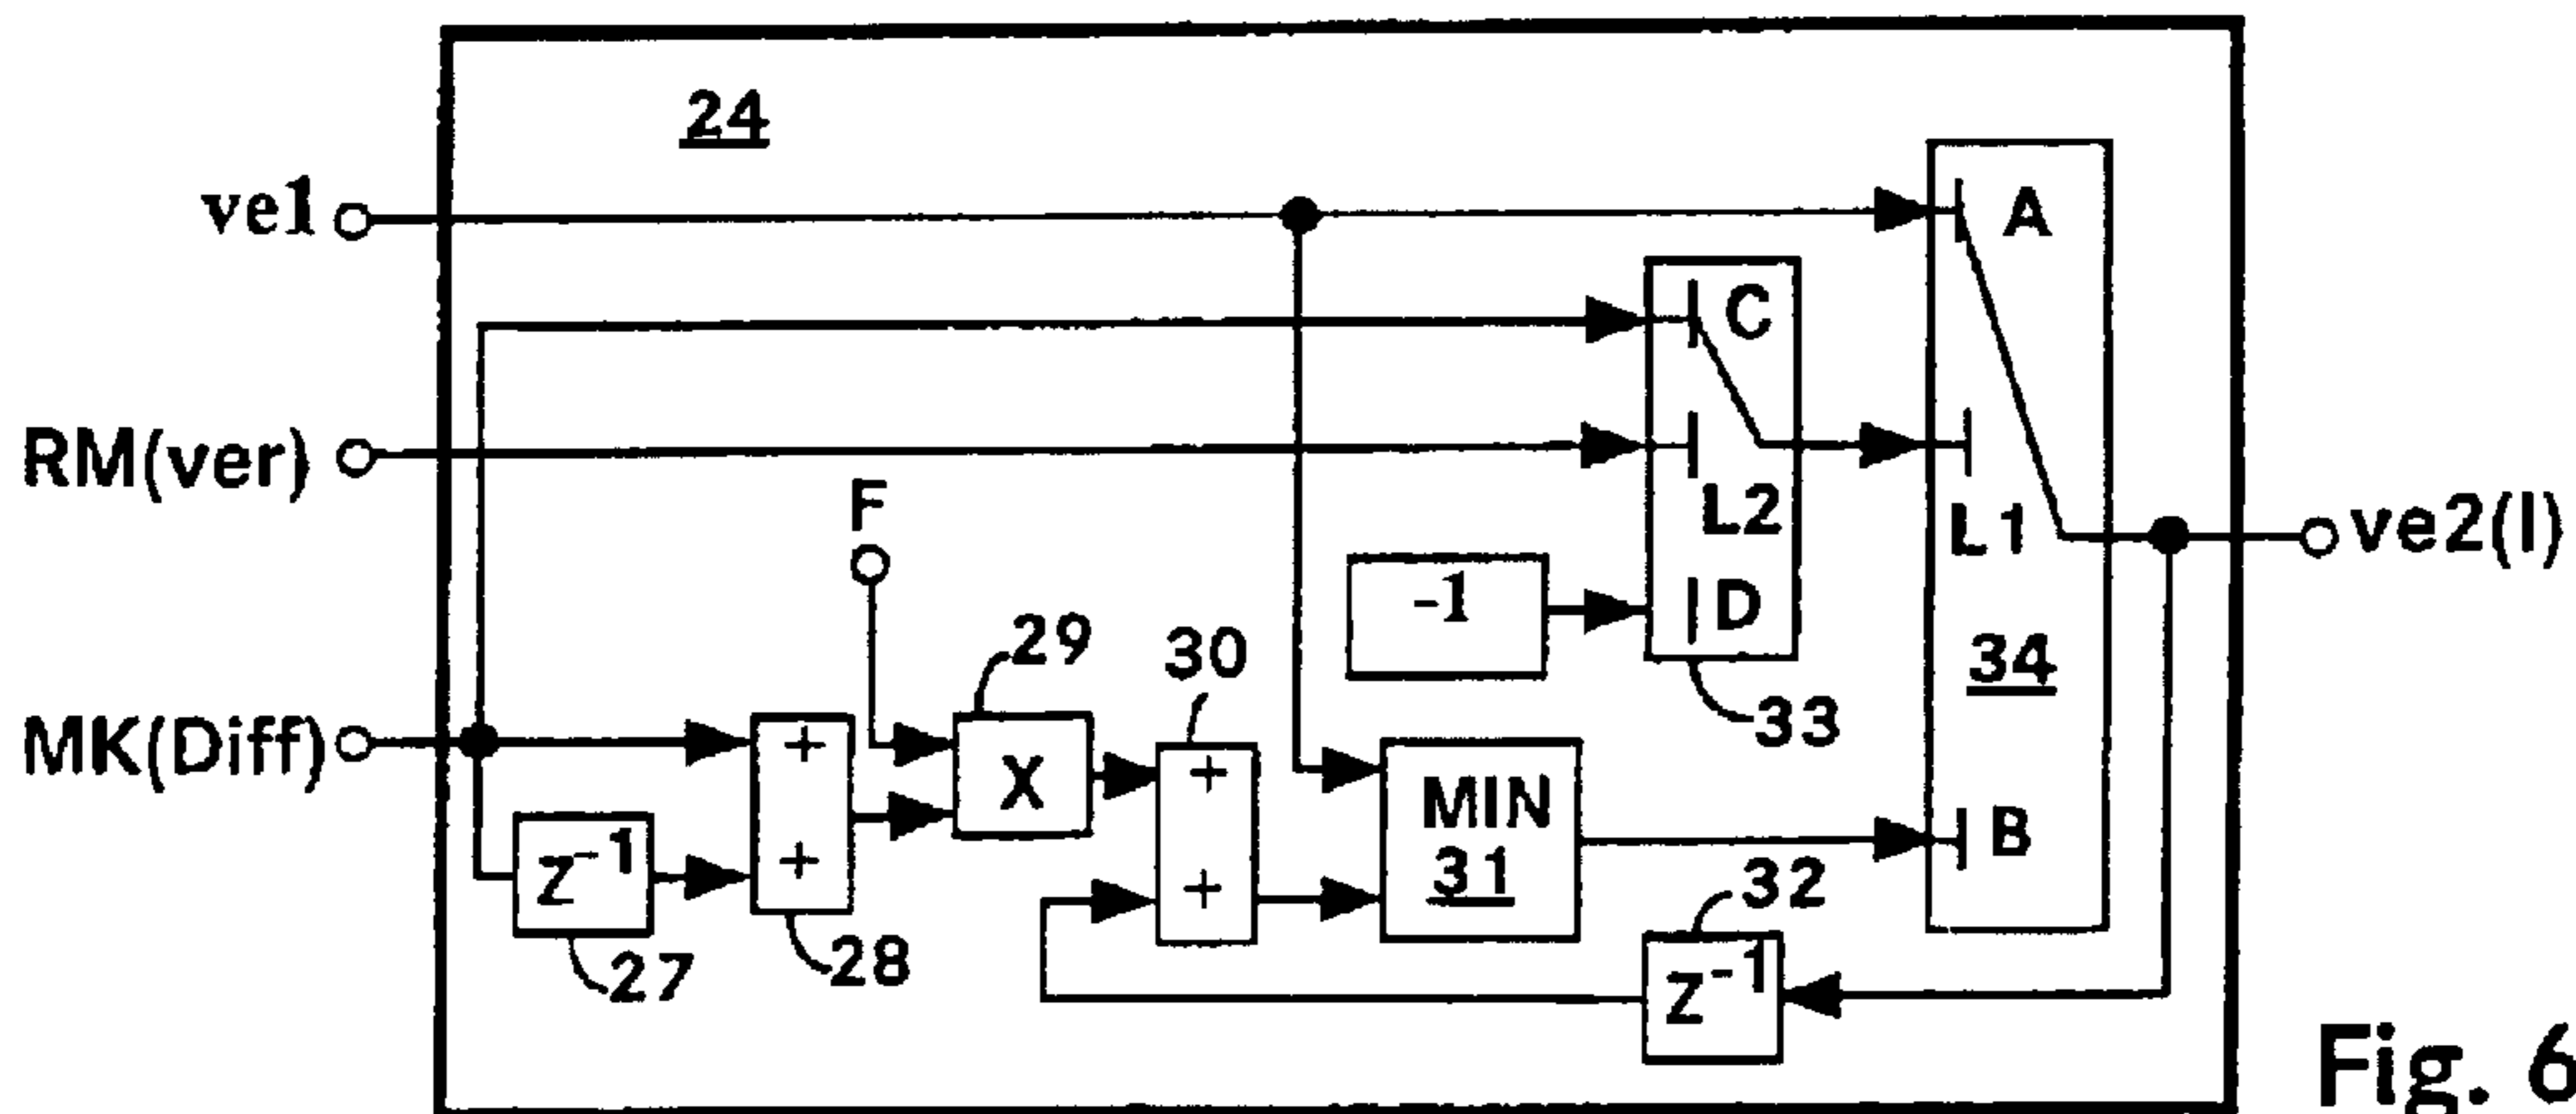 24
ve1
A
C
RM(ver)
L2
F
L1
ve2(I)
-1
D
29
30
34
33
MK(Diff)
+
+
X
MIN
31
B
Z-1
+
+
32
27
28
Z-1
Fig. 6